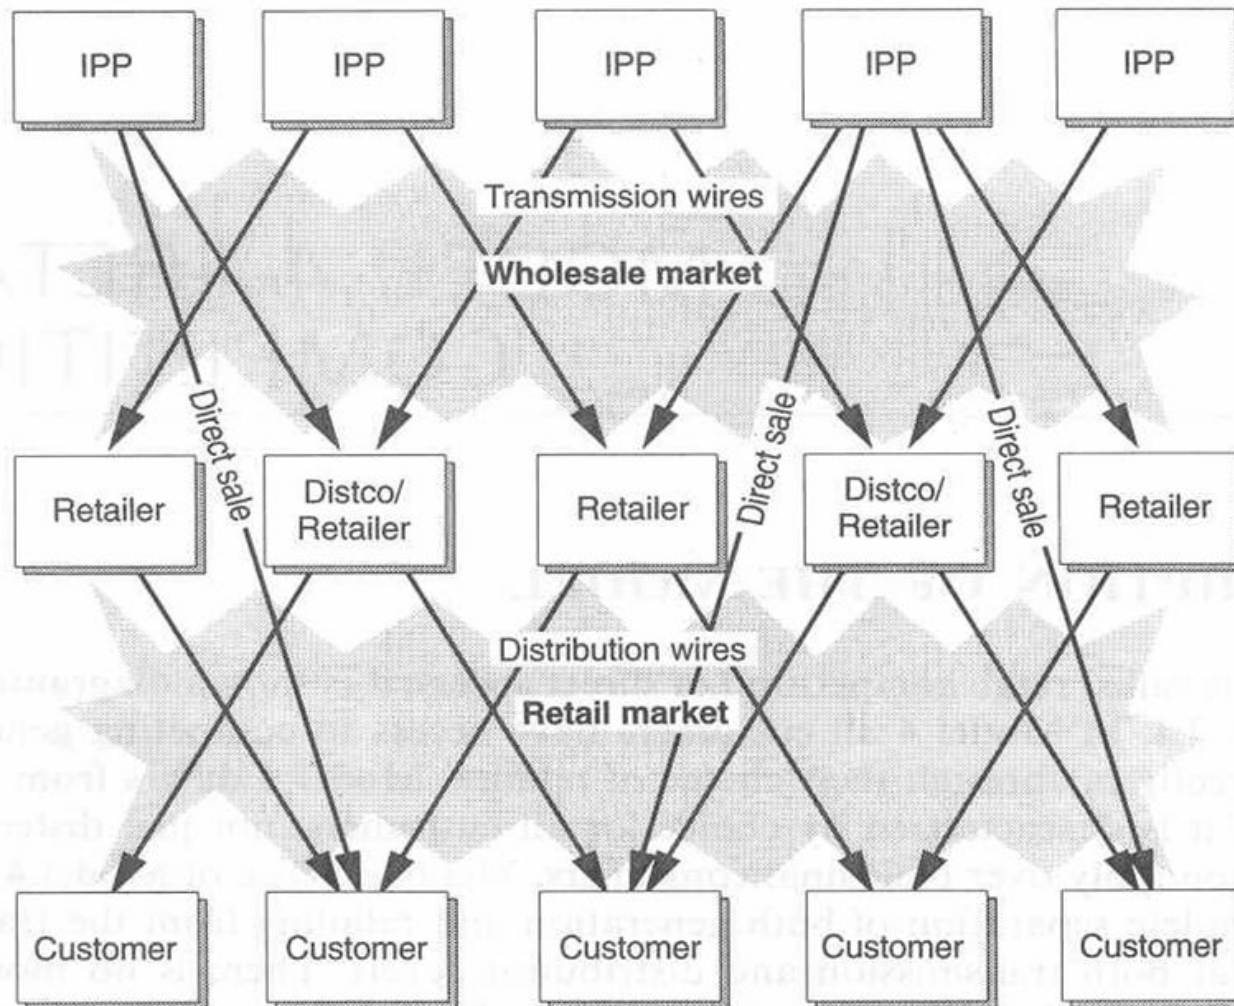 IPP
IPP
IPP
IPP
IPP
Transmission wires
Wholesale market
Direct sale
Direct sale
Direct sale
Retailer
Distco/
Retailer
Retailer
Distco/
Retailer
Retailer
Distribution wires
Retail market
Customer
Customer
Customer
Customer
Customer